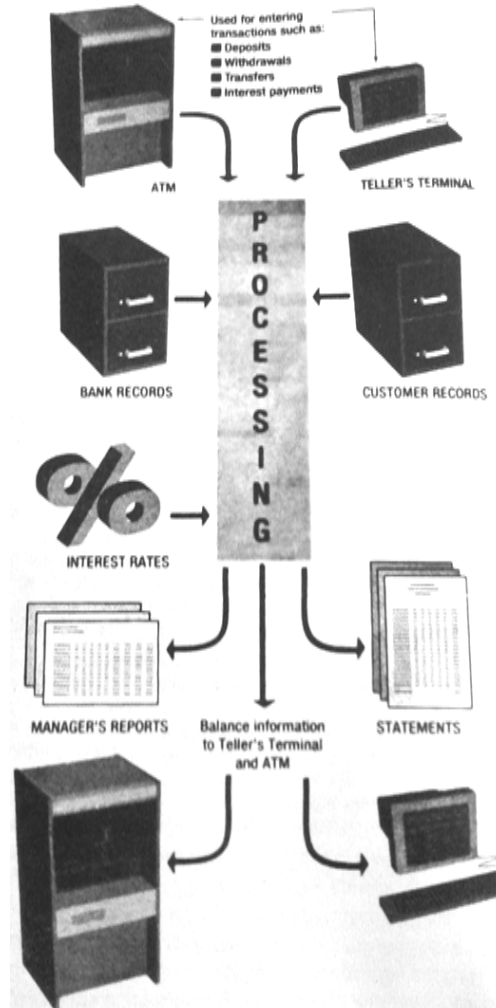 Used for entering
transactions such as:
Deposits
Withdrawals
Transfers
Interest payments
ATM
TELLER'S TERMINAL
PROCESSING
BANK RECORDS
CUSTOMER RECORDS
INTEREST RATES
MANAGER'S REPORTS
Balance information
to Teller's Terminal
and ATM
STATEMENTS